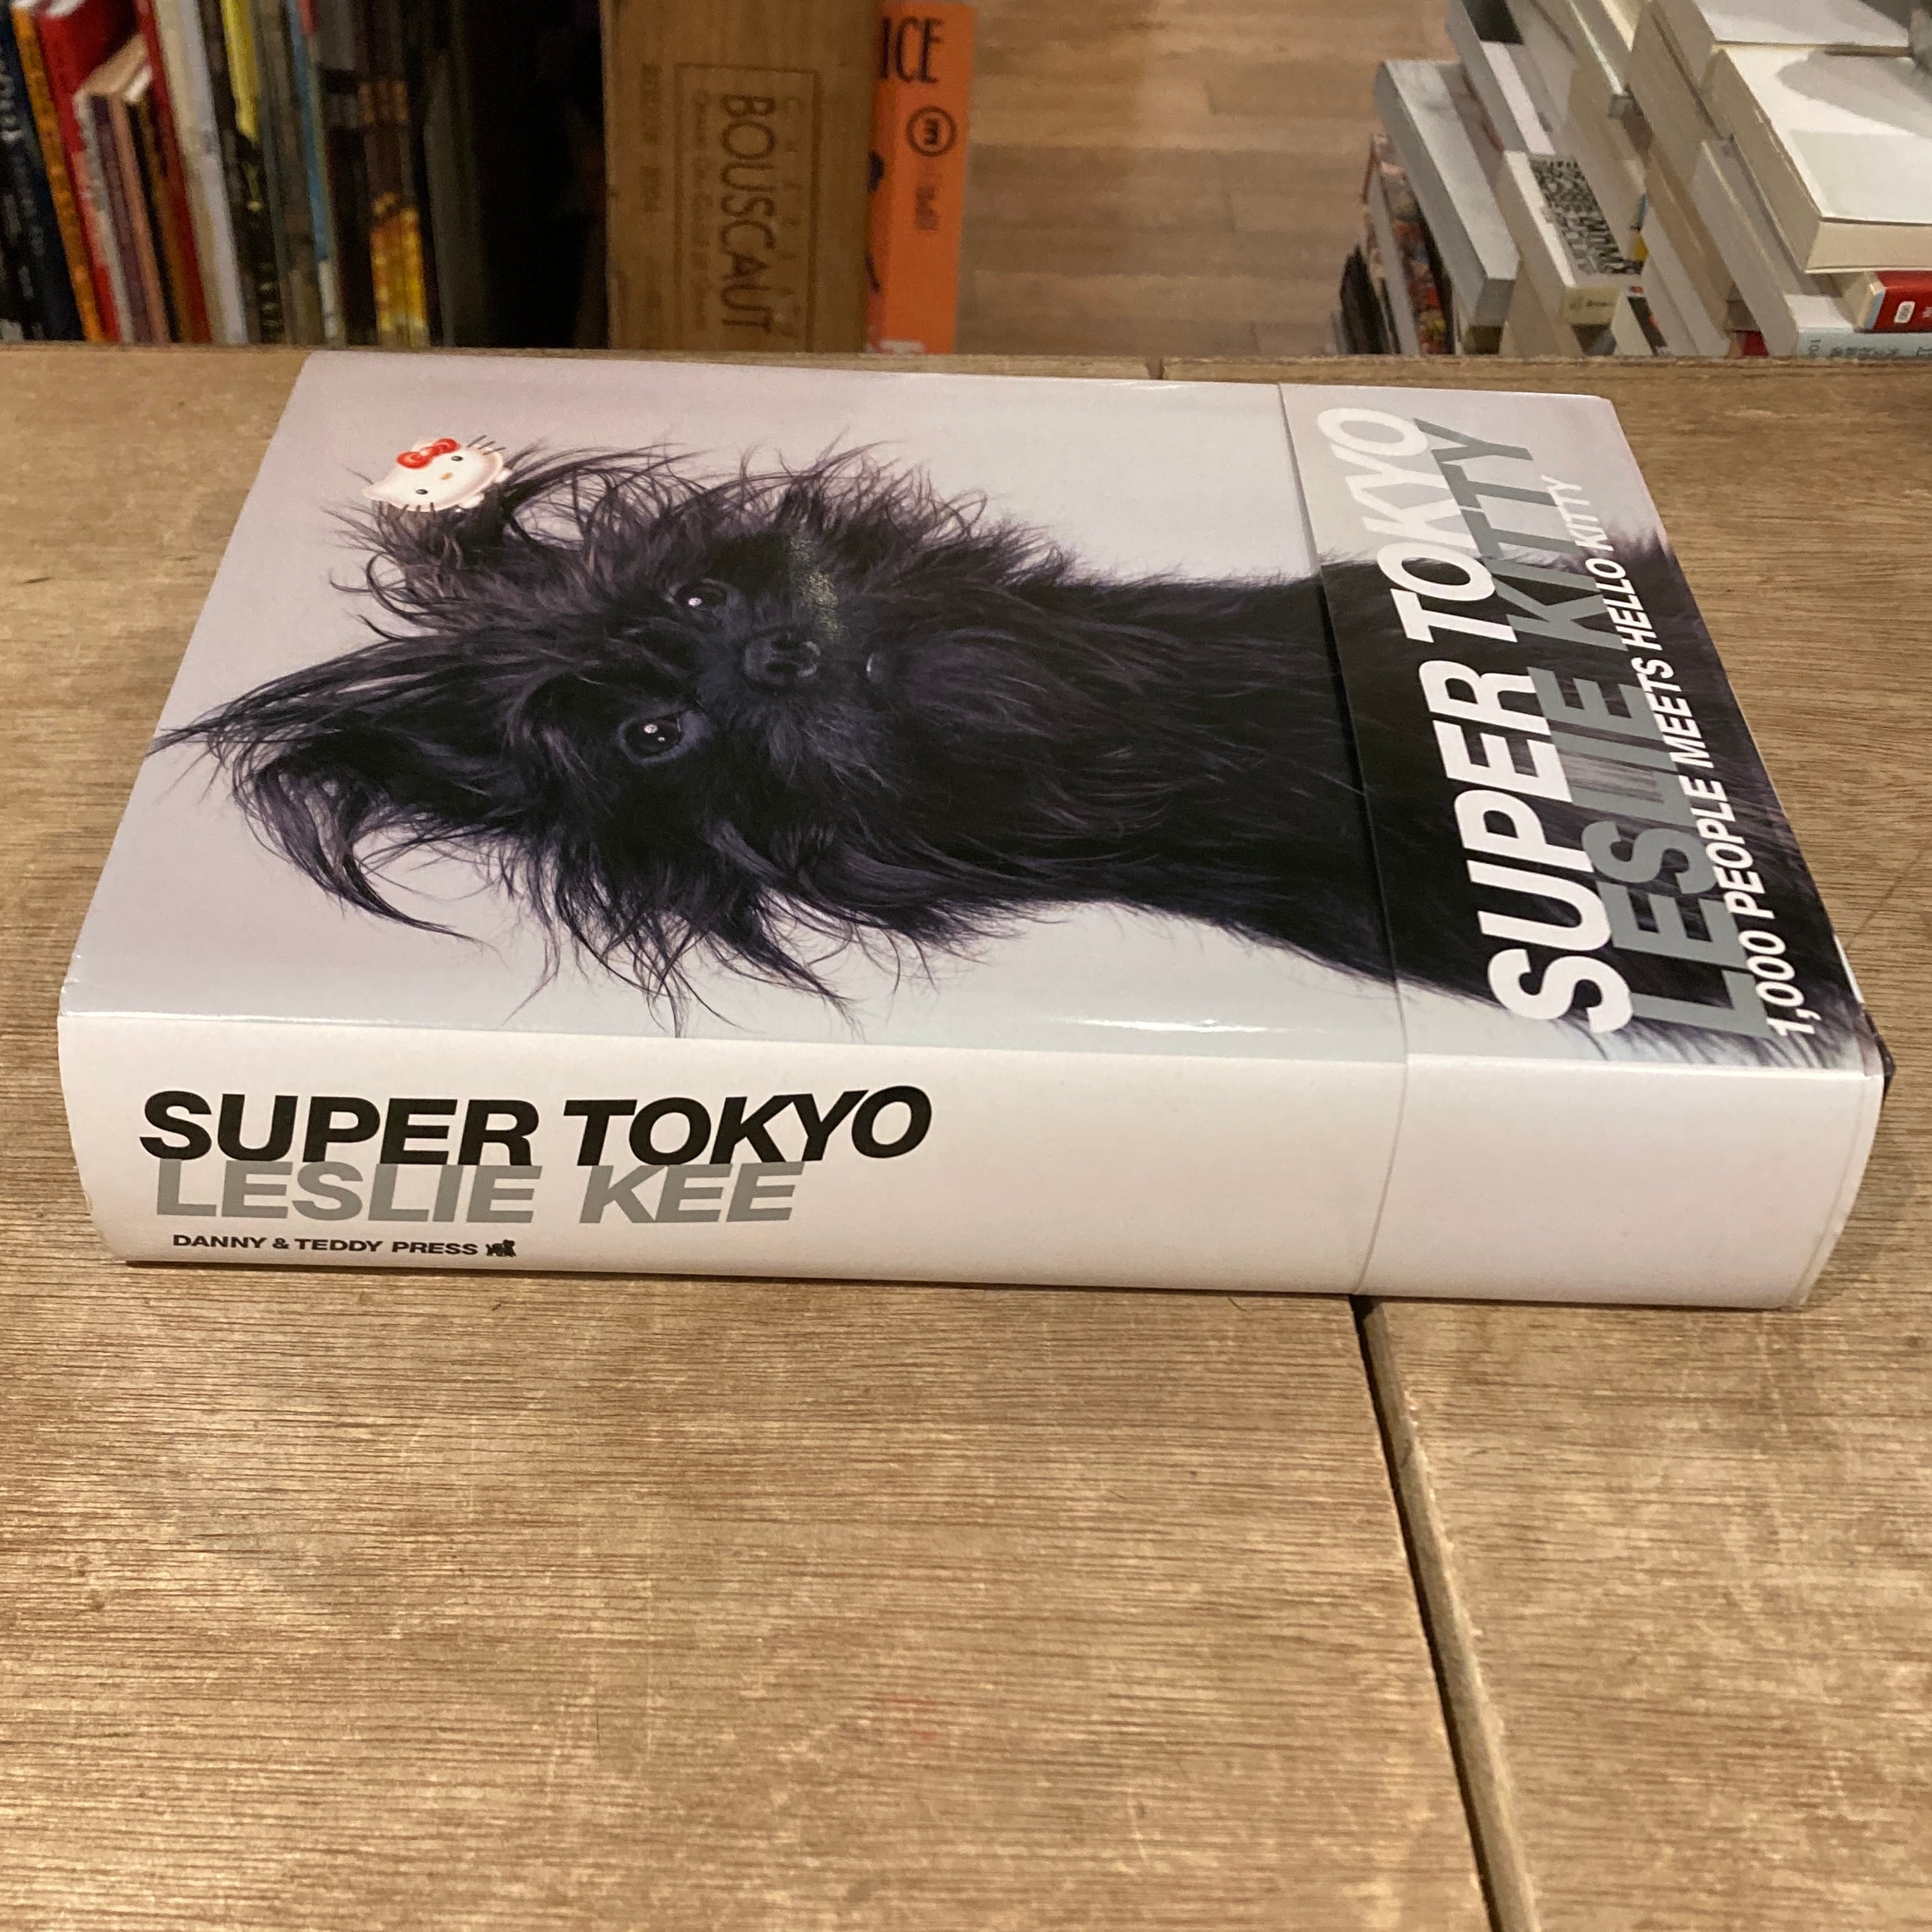 BOUSCAUT
ICE
SUPER TOKYO
LESLIE KITTY
1,000 PEOPLE MEETS HELLO KITTY
SUPER TOKYO
LESLIE KEE
DANNY & TEDDY PRESS